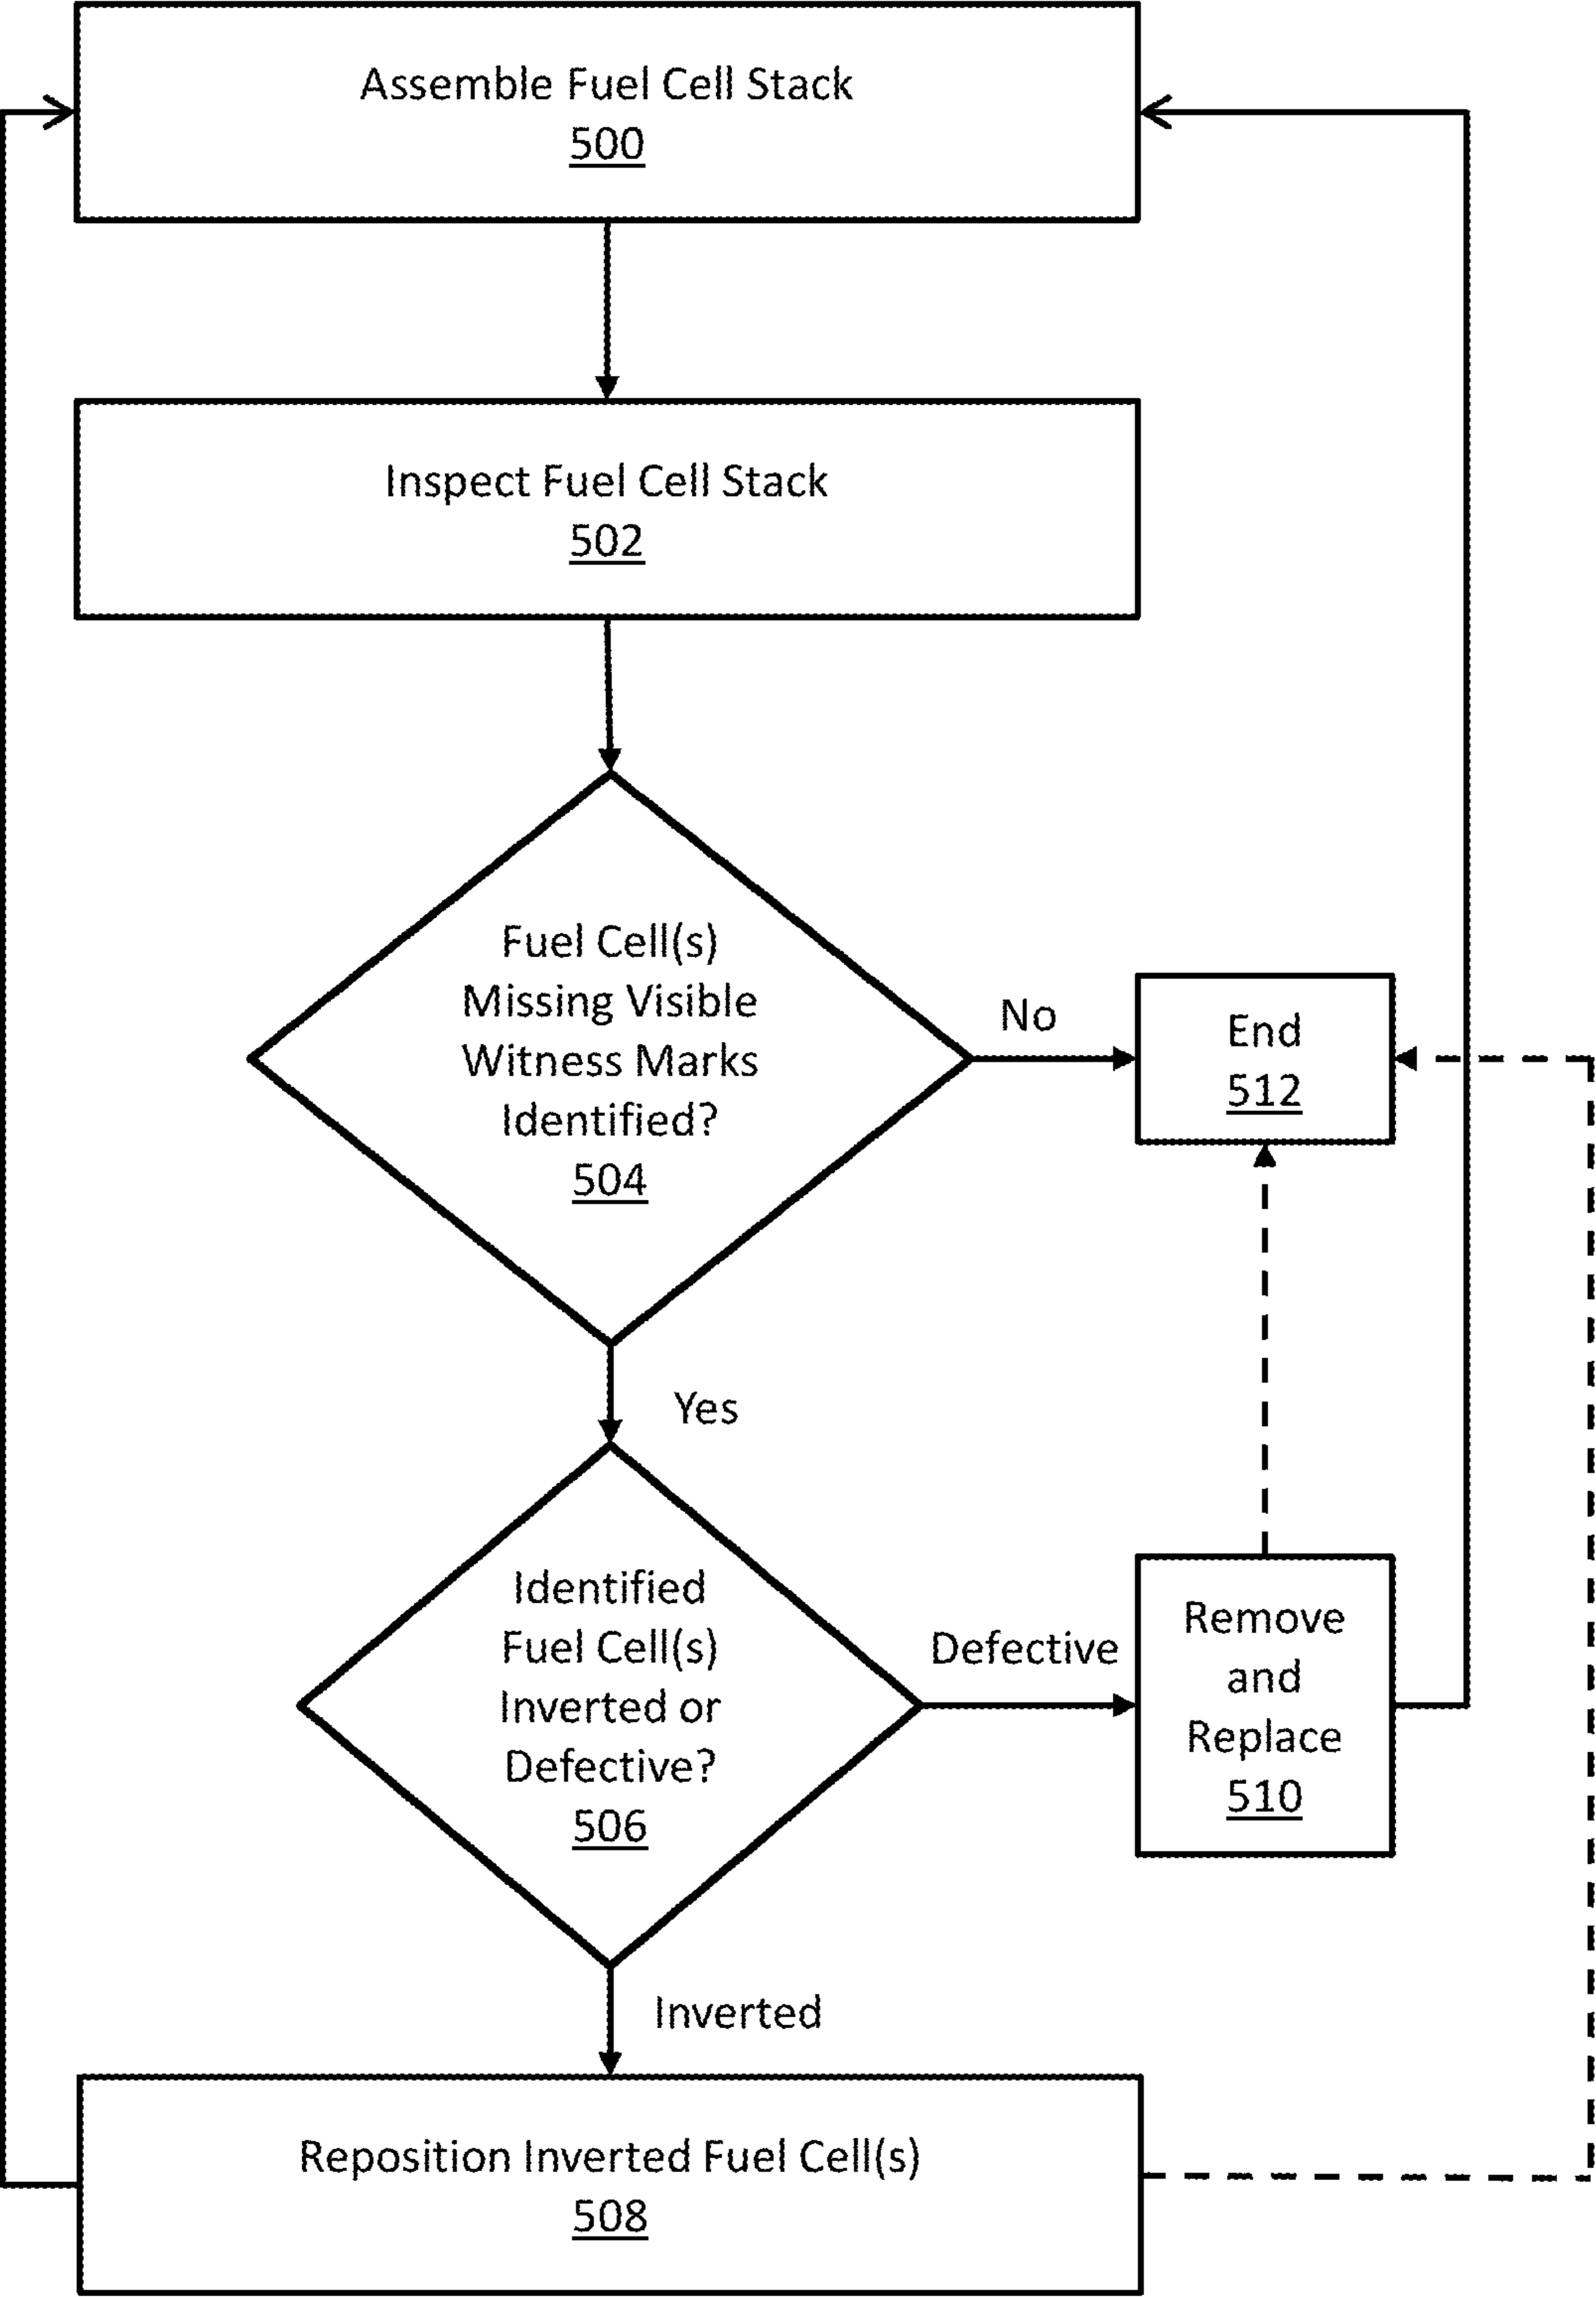 Assemble Fuel Cell Stack
500
Inspect Fuel Cell Stack
502
Fuel Cell(s)
Missing Visible
Witness Marks
Identified?
504
No
End
512
Yes
Identified
Fuel Cell(s)
Inverted or
Defective?
506
Defective
Remove
and
Replace
510
Inverted
Reposition Inverted Fuel Cell(s)
508